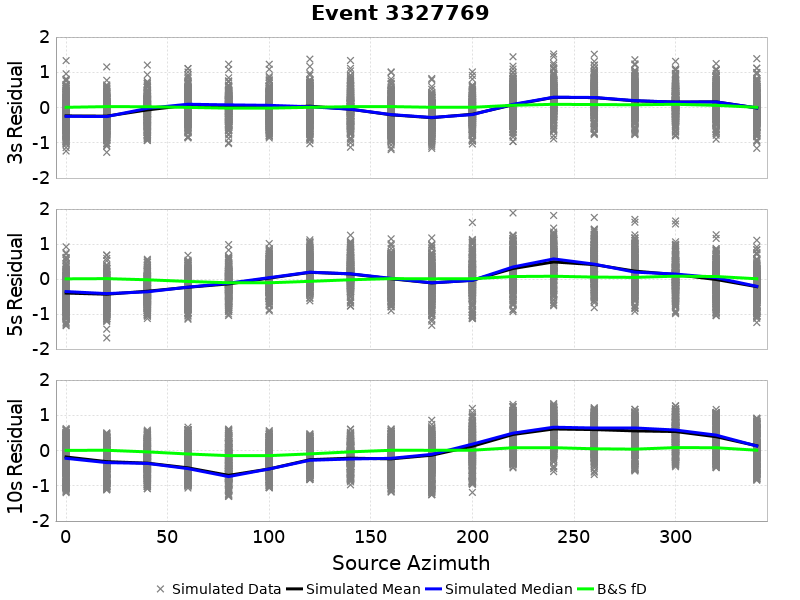 Event 3327769
3s Residual
2
1
0
-1
-2
5s Residual
2
1
0
-1
-2
10s Residual
2
1
0
-1
-2
0 50 100 150 200 250 300
Source Azimuth
Simulated Data Simulated Mean Simulated Median B&S fD